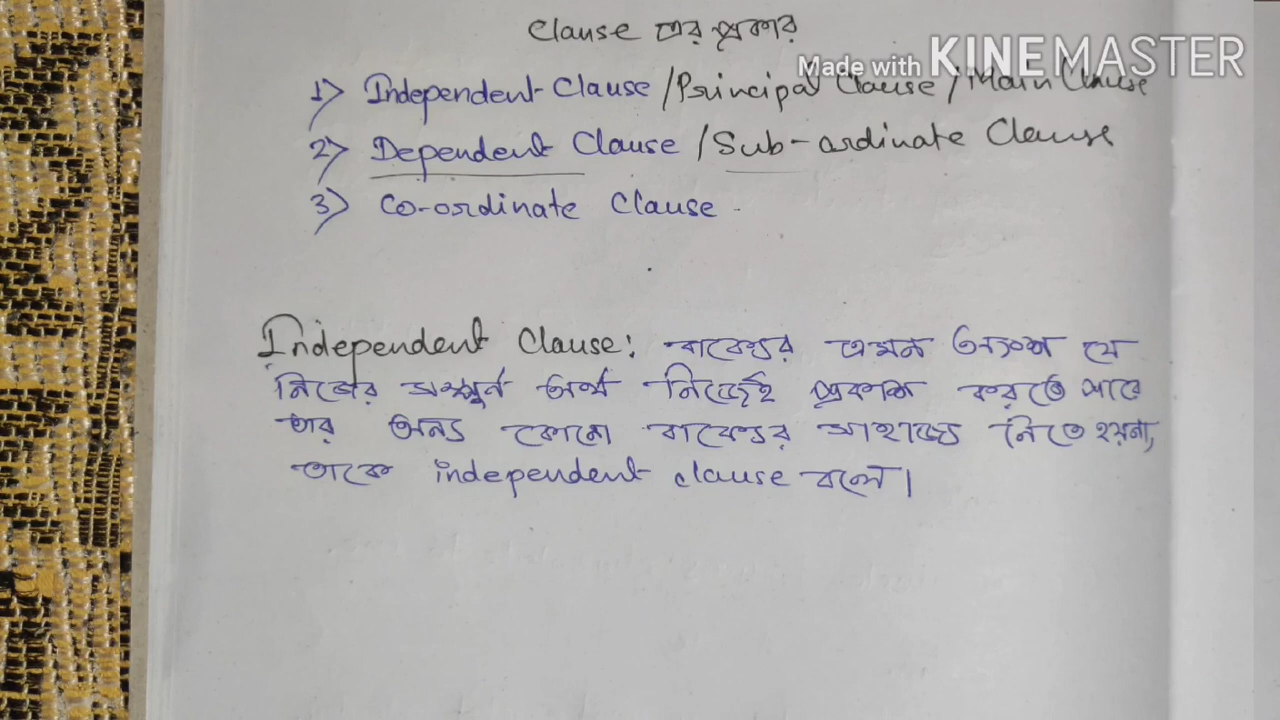 Clause এর প্রকার
Made with KINEMASTER
1) Independent Clause / Principal Clause / Main Clause
2) Dependent Clause / Sub-ordinate Clause
3) Co-ordinate Clause -
Independent Clause: বাক্যের এমন অংশ যে
নিজের সম্পূর্ন অর্থ নিজেই প্রকাশ করতে পারে
তার অন্য কোনো বাক্যের সাহায্য নিতে হয়না,
তাকে independent clause বলে।